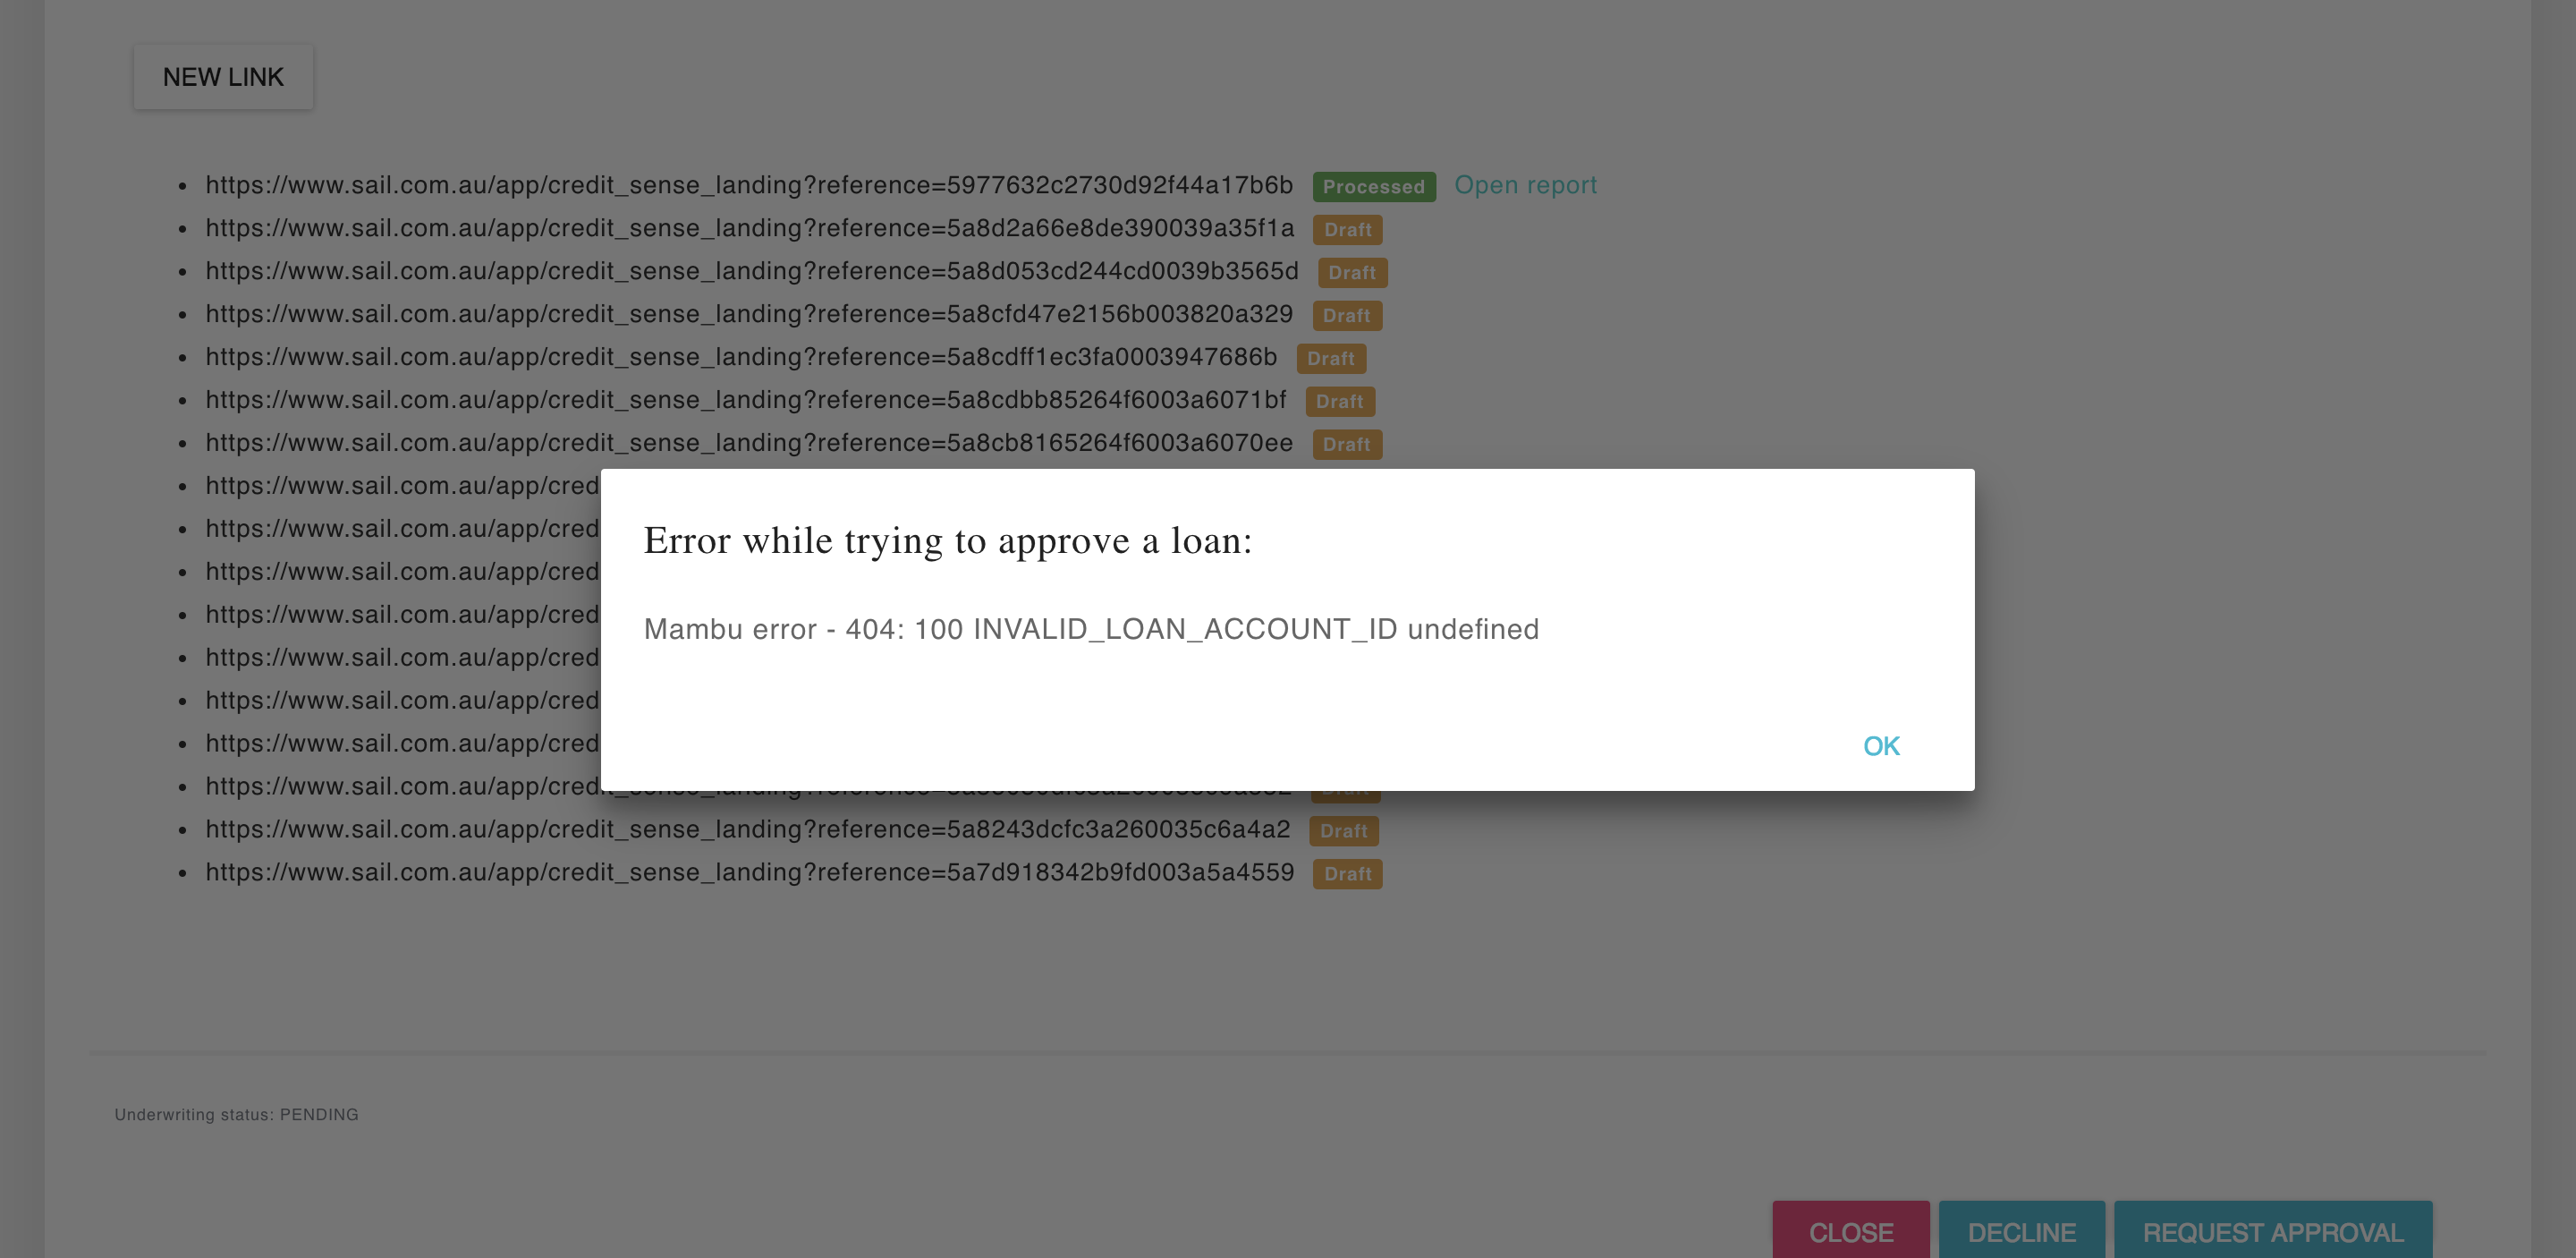 NEW LINK
https://www.sail.com.au/app/credit_sense_landing?reference=5977632c2730d92f44a17b6b Processed Open report
https://www.sail.com.au/app/credit_sense_landing?reference=5a8d2a66e8de390039a35f1a Draft
https://www.sail.com.au/app/credit_sense_landing?reference=5a8d053cd244cd0039b3565d Draft
https://www.sail.com.au/app/credit_sense_landing?reference=5a8cfd47e2156b003820a329 Draft
https://www.sail.com.au/app/credit_sense_landing?reference=5a8cdff1ec3fa0003947686b Draft
https://www.sail.com.au/app/credit_sense_landing?reference=5a8cdbb85264f6003a6071bf Draft
https://www.sail.com.au/app/credit_sense_landing?reference=5a8cb8165264f6003a6070ee Draft
https://www.sail.com.au/app/cred
https://www.sail.com.au/app/cred
https://www.sail.com.au/app/cred
https://www.sail.com.au/app/cred
https://www.sail.com.au/app/cred
https://www.sail.com.au/app/cred
https://www.sail.com.au/app/cred
https://www.sail.com.au/app/cred
Error while trying to approve a loan:
Mambu error - 404: 100 INVALID_LOAN_ACCOUNT_ID undefined
OK
https://www.sail.com.au/app/credit_sense_landing?reference=5a8243dcfc3a260035c6a4a2 Draft
https://www.sail.com.au/app/credit_sense_landing?reference=5a7d918342b9fd003a5a4559 Draft
Underwriting status: PENDING
CLOSE DECLINE REQUEST APPROVAL